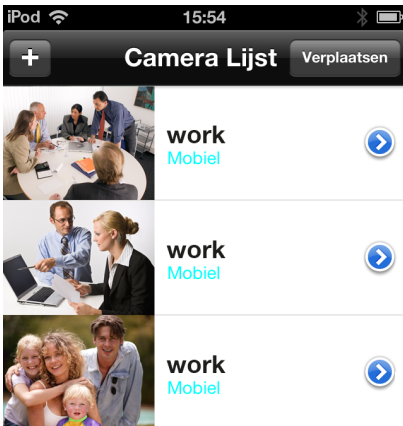 iPod 15:54
+ Camera Lijst Verplaatsen
work
Mobiel
work
Mobiel
work
Mobiel